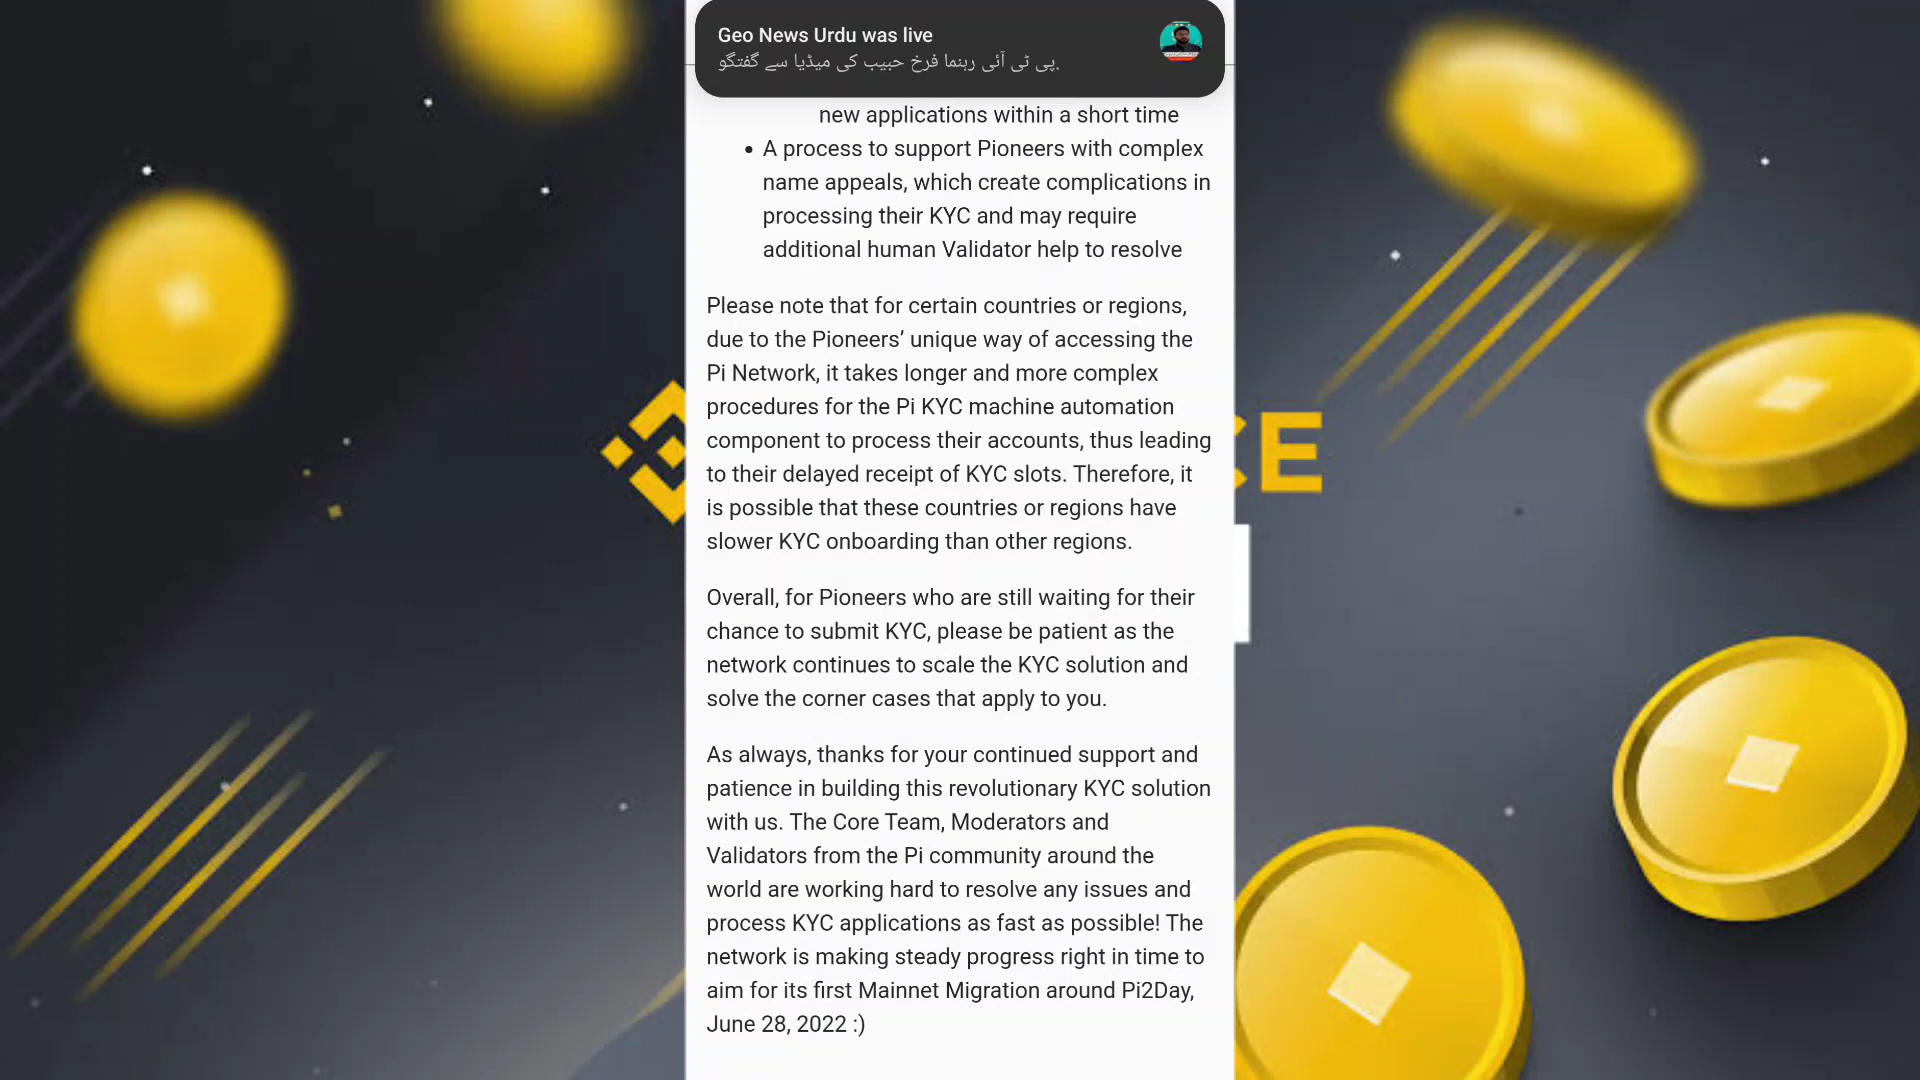 Geo News Urdu was live
پی ٹی آئی رہنما فرخ حبیب کی میڈیا سے گفتگو.
new applications within a short time
• A process to support Pioneers with complex
name appeals, which create complications in
processing their KYC and may require
additional human Validator help to resolve
Please note that for certain countries or regions,
due to the Pioneers’ unique way of accessing the
Pi Network, it takes longer and more complex
procedures for the Pi KYC machine automation
component to process their accounts, thus leading
to their delayed receipt of KYC slots. Therefore, it
is possible that these countries or regions have
slower KYC onboarding than other regions.
Overall, for Pioneers who are still waiting for their
chance to submit KYC, please be patient as the
network continues to scale the KYC solution and
solve the corner cases that apply to you.
As always, thanks for your continued support and
patience in building this revolutionary KYC solution
with us. The Core Team, Moderators and
Validators from the Pi community around the
world are working hard to resolve any issues and
process KYC applications as fast as possible! The
network is making steady progress right in time to
aim for its first Mainnet Migration around Pi2Day,
June 28, 2022 :)
E